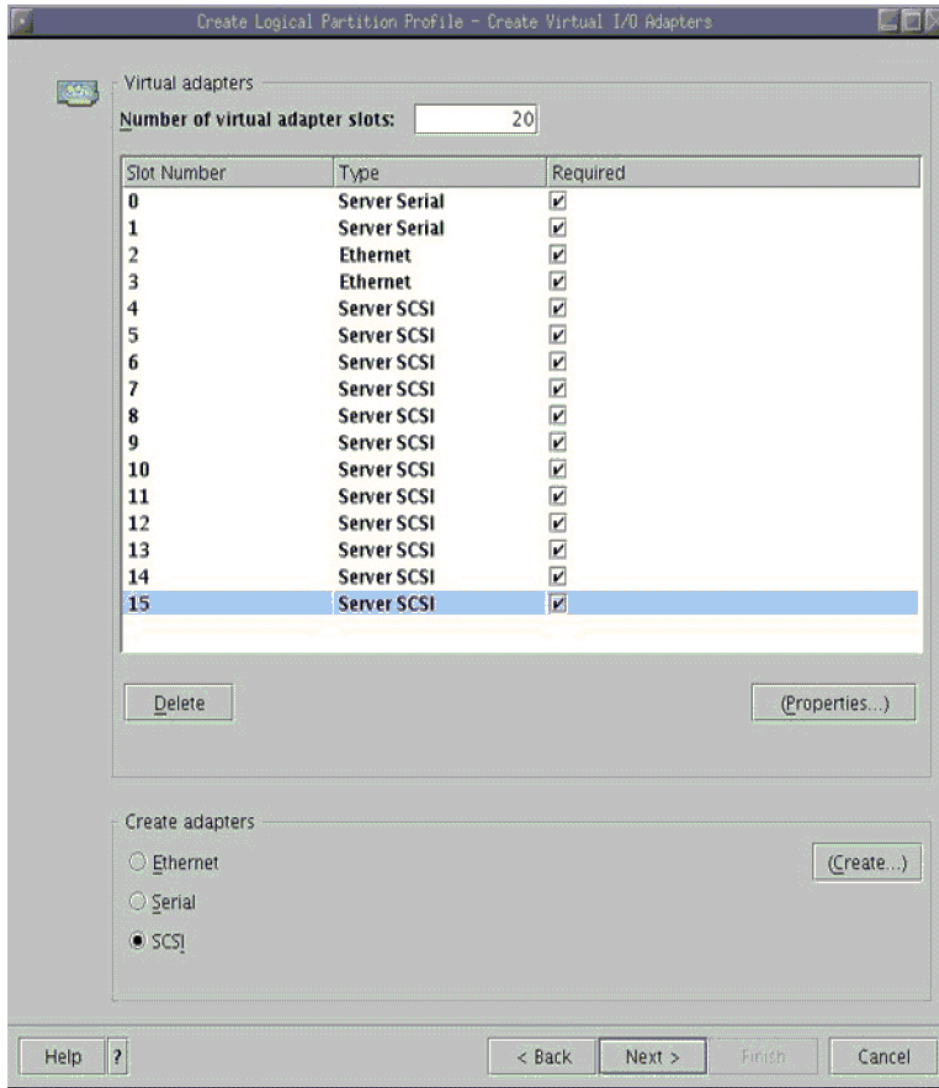 Create Logical Partition Profile - Create Virtual I/O Adapters
Virtual adapters
Number of virtual adapter slots: 20
Slot Number Type Required
0 Server Serial
1 Server Serial
2 Ethernet
3 Ethernet
4 Server SCSI
5 Server SCSI
6 Server SCSI
7 Server SCSI
8 Server SCSI
9 Server SCSI
10 Server SCSI
11 Server SCSI
12 Server SCSI
13 Server SCSI
14 Server SCSI
15 Server SCSI
Delete (Properties...)
Create adapters
Ethernet (Create...)
Serial
SCSI
Help ? < Back Next > Finish Cancel